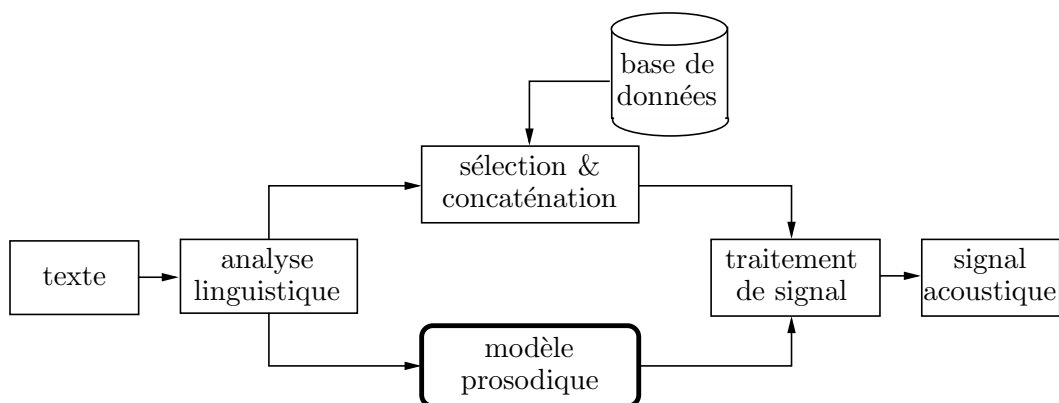 base de
données
sélection &
concaténation
texte
analyse
linguistique
traitement
de signal
signal
acoustique
modèle
prosodique